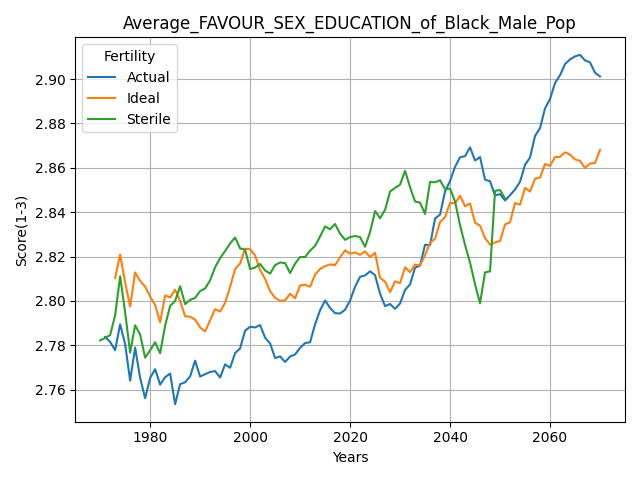 Average_FAVOUR_SEX_EDUCATION_of_Black_Male_Pop
Fertility
Actual
Ideal
Sterile
2.90
2.88
2.86
2.84
2.82
2.80
2.78
2.76
Score(1-3)
1980
2000
2020
2040
2060
Years